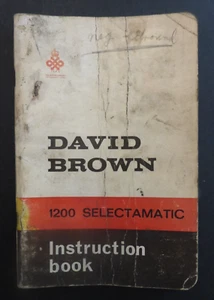 DAVID
BROWN
1200 SELECTAMATIC
Instruction
book